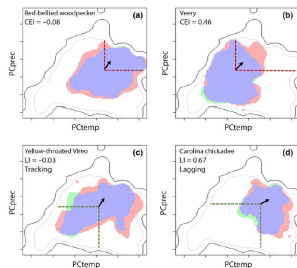 Red-bellied woodpecker (a)
CEI = −0.08
PCprec
PCtemp
Veery (b)
CEI = 0.46
PCprec
PCtemp
Yellow-throated Vireo (c)
LI = −0.03
Tracking
PCprec
PCtemp
Carolina chickadee (d)
LI = 0.67
Lagging
PCprec
PCtemp